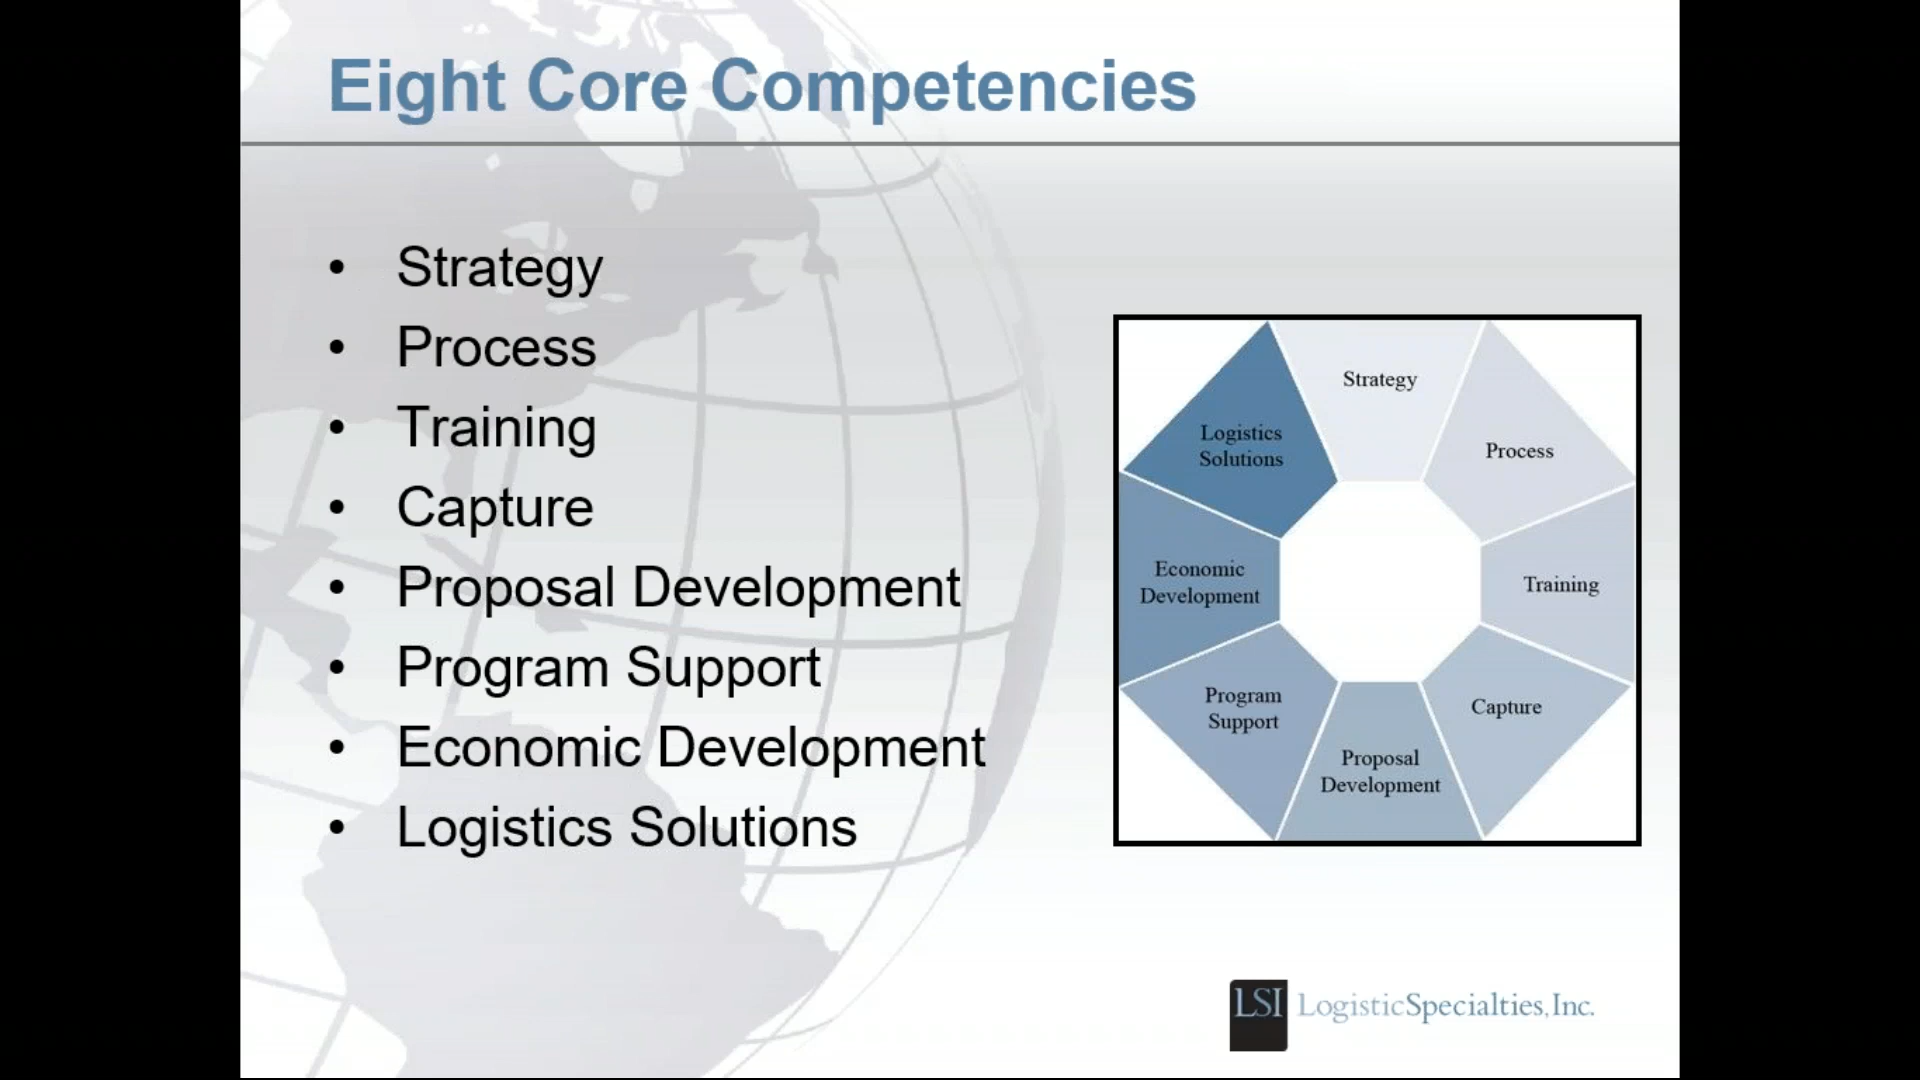 Eight Core Competencies
• Strategy
• Process
• Training
• Capture
• Proposal Development
• Program Support
• Economic Development
• Logistics Solutions
Strategy
Process
Training
Capture
Proposal
Development
Program
Support
Economic
Development
Logistics
Solutions
LSI LogisticSpecialties, Inc.